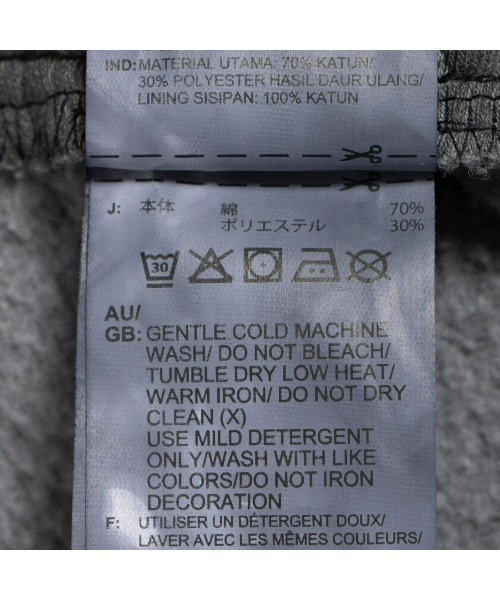 IND: MATERIAL UTAMA: 70% KATUN/
30% POLYESTER HASIL DAUR ULANG/
LINING SISIPAN: 100% KATUN
J: 本体 綿 70%
ポリエステル 30%
30
AU/
GB: GENTLE COLD MACHINE
WASH/ DO NOT BLEACH/
TUMBLE DRY LOW HEAT/
WARM IRON/ DO NOT DRY
CLEAN (X)
USE MILD DETERGENT
ONLY/WASH WITH LIKE
COLORS/DO NOT IRON
DECORATION
F: UTILISER UN DÉTERGENT DOUX/
LAVER AVEC LES MÊMES COULEURS/